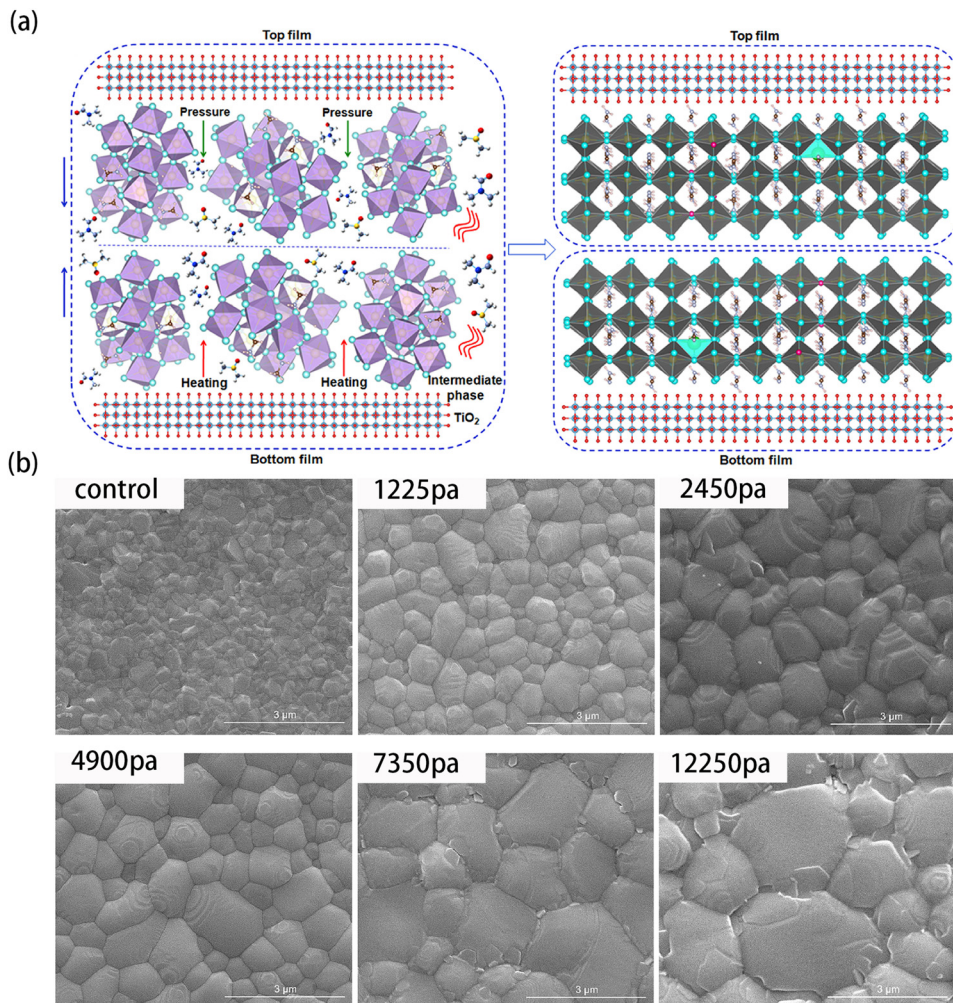 (a)
Top film
Pressure
Pressure
Heating
Heating
Intermediate
phase
TiO₂
Bottom film
Top film
Bottom film
(b)
control
1225pa
2450pa
3 μm
3 μm
3 μm
4900pa
7350pa
12250pa
3 μm
3 μm
3 μm